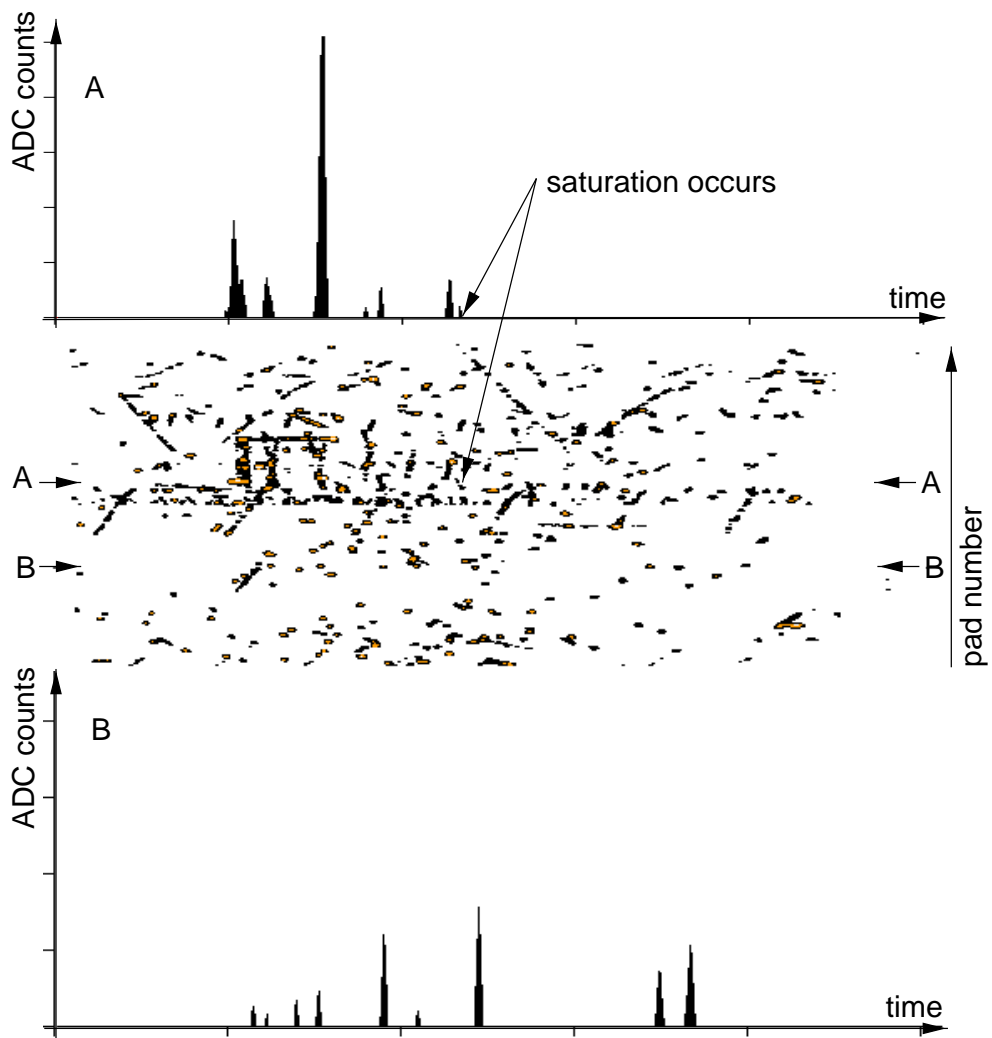 ADC counts
A
saturation occurs
time
A
A
B
B
pad number
ADC counts
B
time